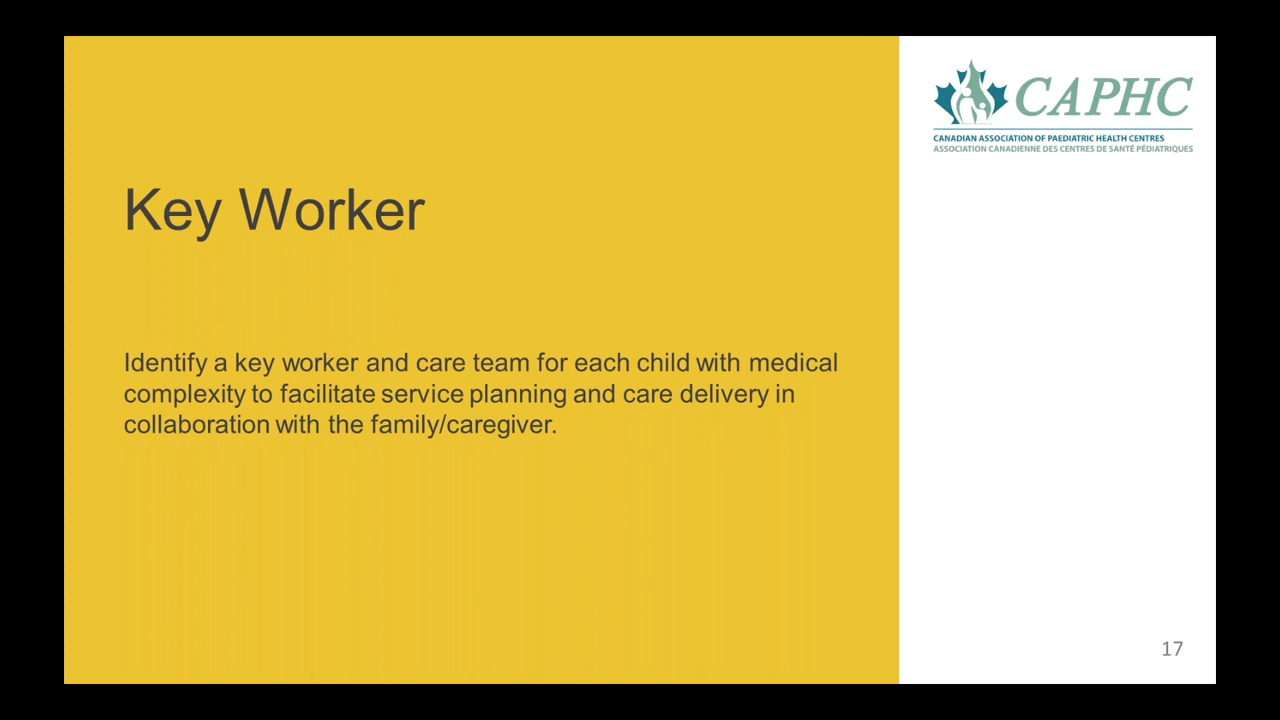 CAPHC
CANADIAN ASSOCIATION OF PAEDIATRIC HEALTH CENTRES
ASSOCIATION CANADIENNE DES CENTRES DE SANTÉ PÉDIATRIQUES
Key Worker
Identify a key worker and care team for each child with medical
complexity to facilitate service planning and care delivery in
collaboration with the family/caregiver.
17